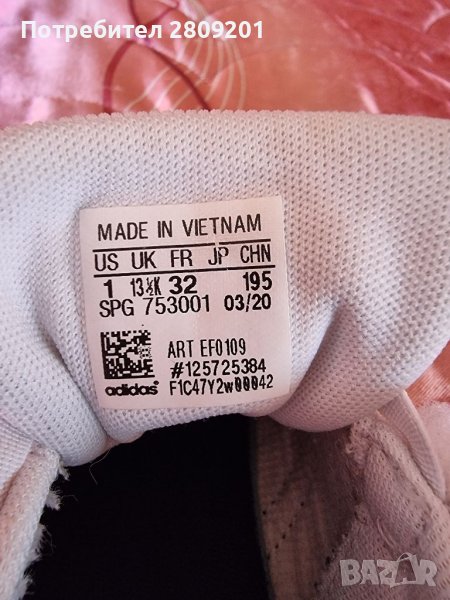 Потребител 2809201
MADE IN VIETNAM
US UK FR JP CHN
1 13½K 32 195
SPG 753001 03/20
ART EF0109
#125725384
adidas® F1C47Y2w00042
BAZAR